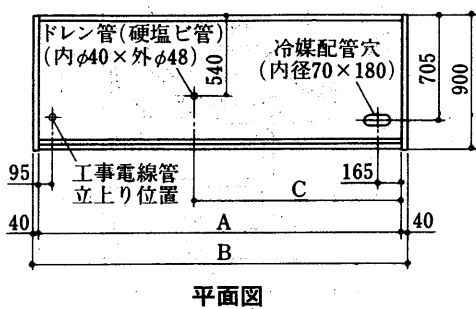 ドレン管(硬塩ビ管)
(内φ40×外φ48)
540
冷媒配管穴
(内径70×180)
705
900
95
工事電線管
立上り位置
165
C
40
A
40
B
平面図